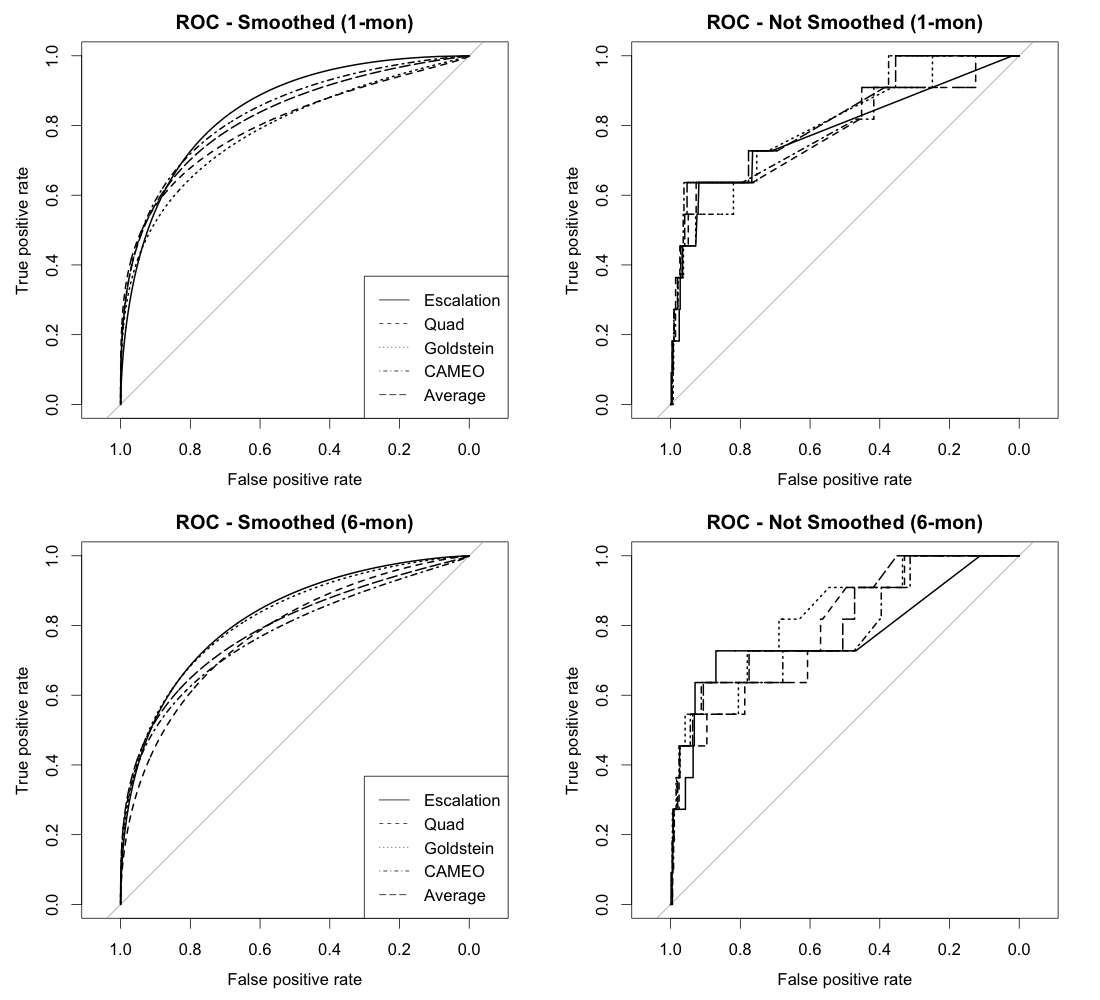 ROC - Smoothed (1-mon)
True positive rate
1.0
0.8
0.6
0.4
0.2
0.0
Escalation
Quad
Goldstein
CAMEO
Average
1.0 0.8 0.6 0.4 0.2 0.0
False positive rate
ROC - Not Smoothed (1-mon)
True positive rate
1.0
0.8
0.6
0.4
0.2
0.0
1.0 0.8 0.6 0.4 0.2 0.0
False positive rate
ROC - Smoothed (6-mon)
True positive rate
1.0
0.8
0.6
0.4
0.2
0.0
Escalation
Quad
Goldstein
CAMEO
Average
1.0 0.8 0.6 0.4 0.2 0.0
False positive rate
ROC - Not Smoothed (6-mon)
True positive rate
1.0
0.8
0.6
0.4
0.2
0.0
1.0 0.8 0.6 0.4 0.2 0.0
False positive rate